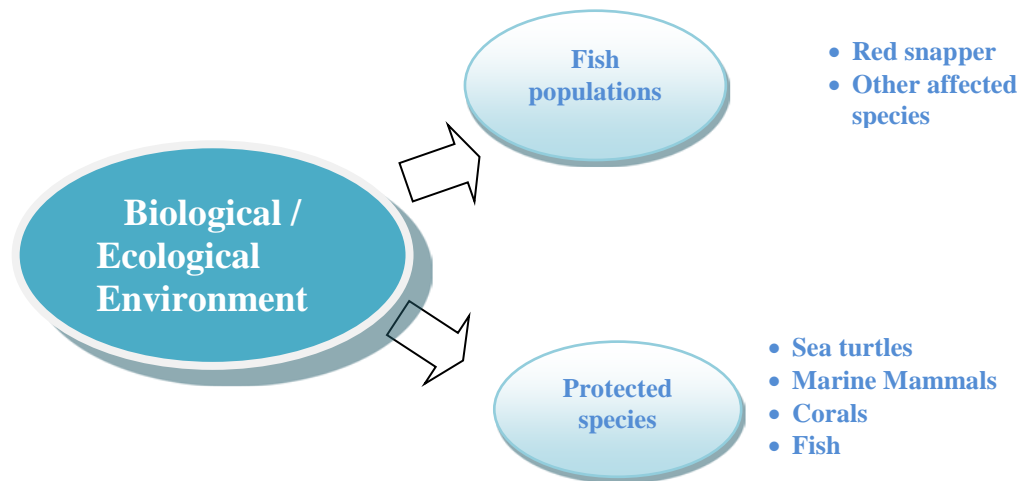 Fish
populations
• Red snapper
• Other affected
species
Biological /
Ecological
Environment
Protected
species
• Sea turtles
• Marine Mammals
• Corals
• Fish